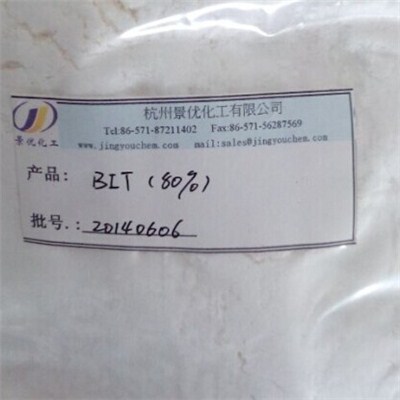 杭州景优化工有限公司
Tel:86-571-87211402 Fax:86-571-56287569
www.jingyouchem.com mail:sales@jingyouchem.com
景优化工
产品: BIT (80%)
批号.: 20140606